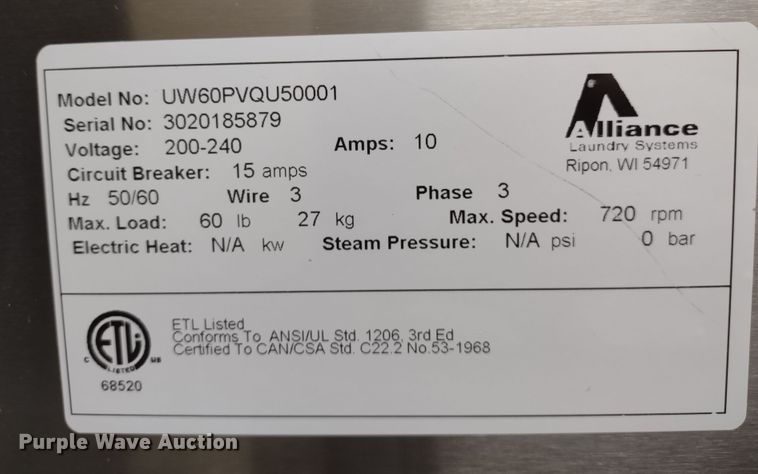 Model No: UW60PVQU50001
Serial No: 3020185879
Voltage: 200-240 Amps: 10
Circuit Breaker: 15 amps
Hz 50/60 Wire 3 Phase 3
Max. Load: 60 lb 27 kg Max. Speed: 720 rpm
Electric Heat: N/A kw Steam Pressure: N/A psi 0 bar
Alliance
Laundry Systems
Ripon, WI 54971
ETL Listed
Conforms To ANSI/UL Std. 1206, 3rd Ed
Certified To CAN/CSA Std. C22.2 No.53-1968
ETL
C US
LISTED
68520
Purple Wave Auction